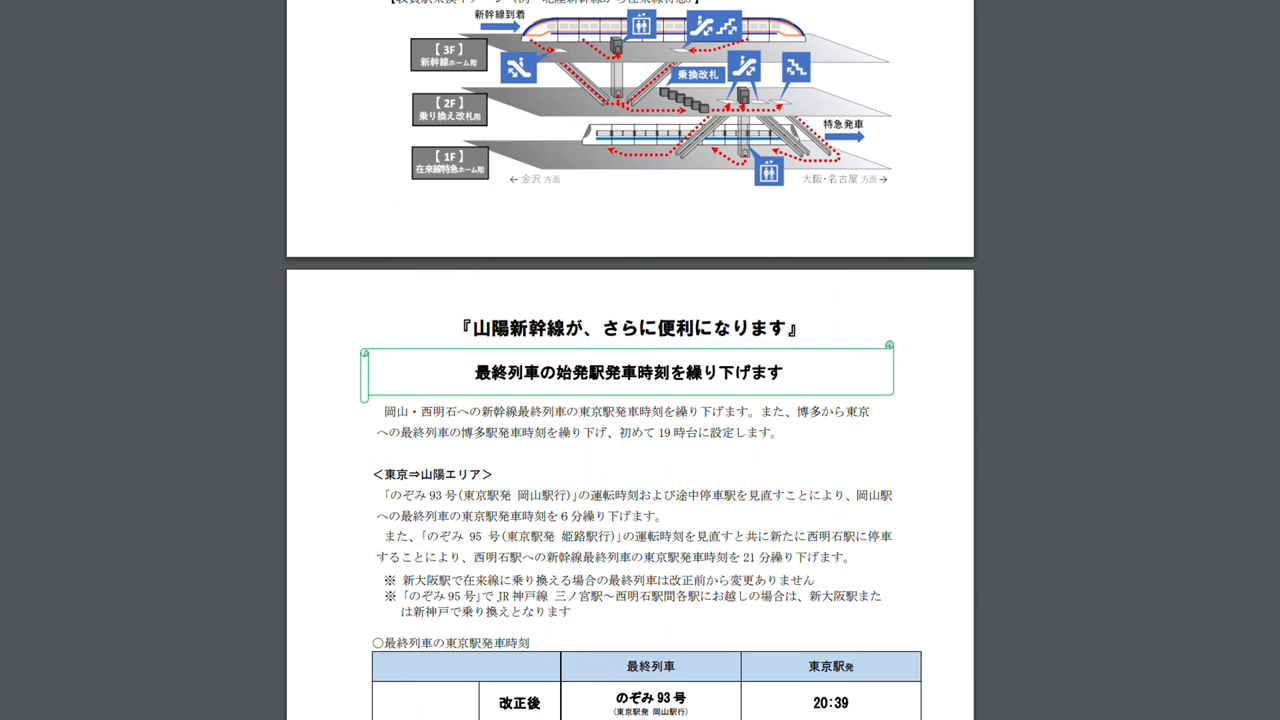 新幹線到着
【 3F 】
新幹線ホーム階
乗換改札
【 2F 】
乗り換え改札階
特急発車
【 1F 】
在来線特急ホーム階
← 金沢 方面
大阪・名古屋 方面 →
『山陽新幹線が、さらに便利になります』
最終列車の始発駅発車時刻を繰り下げます
岡山・西明石への新幹線最終列車の東京駅発車時刻を繰り下げます。また、博多から東京
への最終列車の博多駅発車時刻を繰り下げ、初めて 19 時台に設定します。
＜東京⇒山陽エリア＞
「のぞみ 93 号(東京駅発 岡山駅行)」の運転時刻および途中停車駅を見直すことにより、岡山駅
への最終列車の東京駅発車時刻を６分繰り下げます。
また、「のぞみ 95 号(東京駅発 姫路駅行)」の運転時刻を見直すと共に新たに西明石駅に停車
することにより、西明石駅への新幹線最終列車の東京駅発車時刻を 21 分繰り下げます。
※ 新大阪駅で在来線に乗り換える場合の最終列車は改正前から変更ありません
※ 「のぞみ 95 号」で JR 神戸線 三ノ宮駅～西明石駅間各駅にお越しの場合は、新大阪駅また
は新神戸で乗り換えとなります
○最終列車の東京駅発車時刻
最終列車 東京駅発
改正後 のぞみ 93 号 20:39
(東京駅発 岡山駅行)